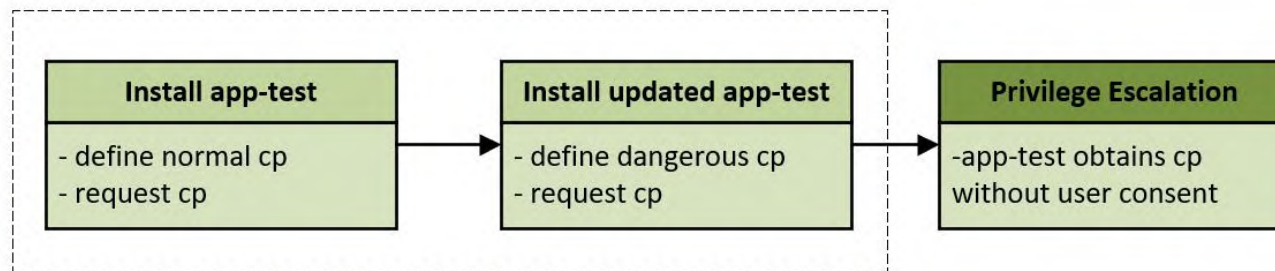 Install app-test
- define normal cp
- request cp
Install updated app-test
- define dangerous cp
- request cp
Privilege Escalation
-app-test obtains cp
without user consent